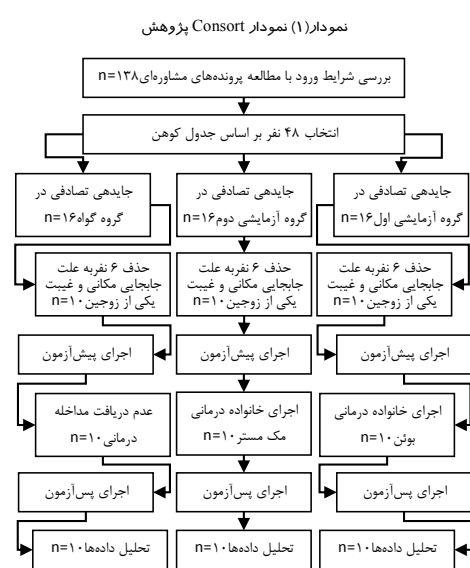 نمودار(۱) نمودار Consort پژوهش
بررسی شرایط ورود با مطالعه پرونده‌های مشاوره‌ای n=۱۳۸
انتخاب ۴۸ نفر بر اساس جدول کوهن
جایدهی تصادفی در
گروه آزمایشی اول n=۱۶
جایدهی تصادفی در
گروه آزمایشی دوم n=۱۶
جایدهی تصادفی در
گروه گواه n=۱۶
حذف ۶ نفربه علت
جابجایی مکانی و غیبت
یکی از زوجین n=۱۰
حذف ۶ نفربه علت
جابجایی مکانی و غیبت
یکی از زوجین n=۱۰
حذف ۶ نفربه علت
جابجایی مکانی و غیبت
یکی از زوجین n=۱۰
اجرای پیش‌آزمون
اجرای پیش‌آزمون
اجرای پیش‌آزمون
اجرای خانواده درمانی
بوئن n=۱۰
اجرای خانواده درمانی
مک مستر n=۱۰
عدم دریافت مداخله
درمانی n=۱۰
اجرای پس‌آزمون
اجرای پس‌آزمون
اجرای پس‌آزمون
تحلیل داده‌ها n=۱۰
تحلیل داده‌ها n=۱۰
تحلیل داده‌ها n=۱۰